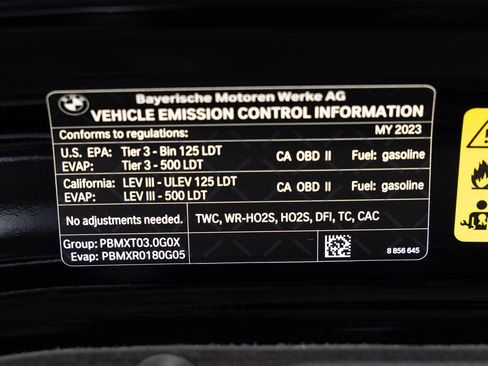 Bayerische Motoren Werke AG
VEHICLE EMISSION CONTROL INFORMATION
Conforms to regulations: MY 2023
U.S. EPA: Tier 3 - Bin 125 LDT CA OBD II Fuel: gasoline
EVAP: Tier 3 - 500 LDT
California: LEV III - ULEV 125 LDT CA OBD II Fuel: gasoline
EVAP: LEV III - 500 LDT
No adjustments needed. TWC, WR-HO2S, HO2S, DFI, TC, CAC
Group: PBMXT03.0G0X
Evap: PBMXR0180G05
8 856 645